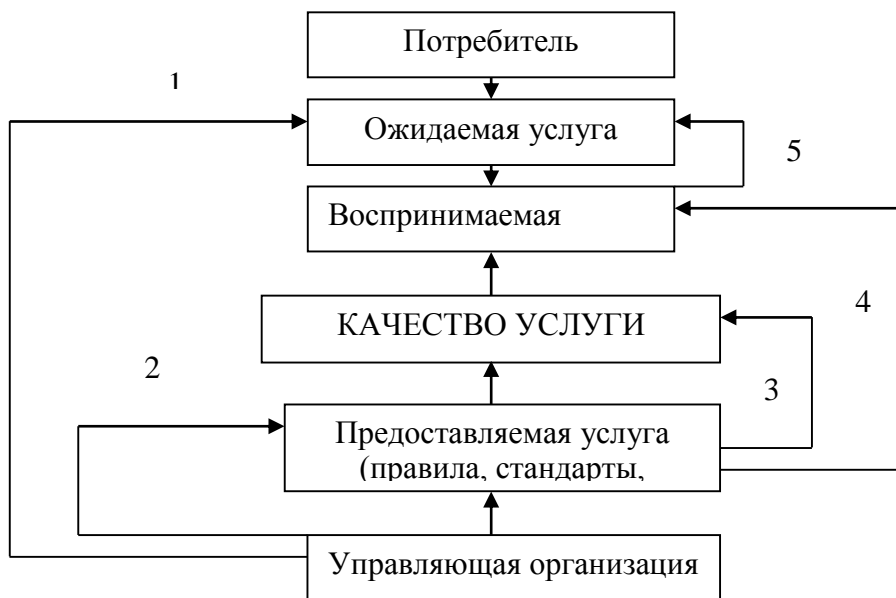 Потребитель
1
Ожидаемая услуга
5
Воспринимаемая
4
КАЧЕСТВО УСЛУГИ
2
3
Предоставляемая услуга
(правила, стандарты,
Управляющая организация